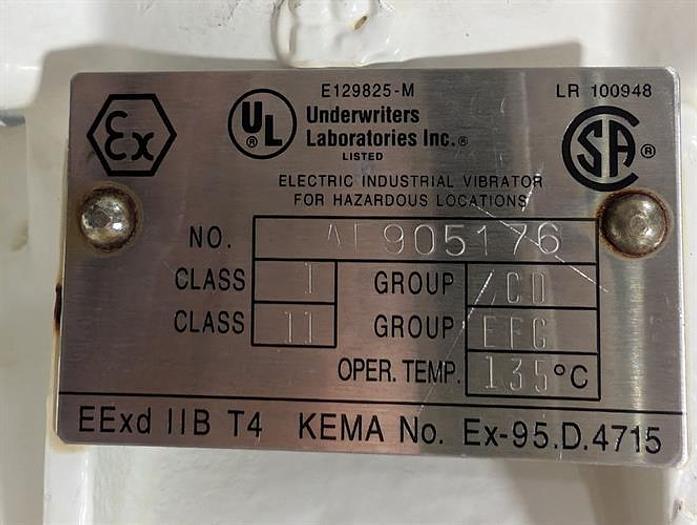 E129825-M LR 100948
Ex UL ® Underwriters
Laboratories Inc.® SA ®
LISTED
ELECTRIC INDUSTRIAL VIBRATOR
FOR HAZARDOUS LOCATIONS
NO. 905176
CLASS I GROUP /CD
CLASS II GROUP EFG
OPER. TEMP. 135°C
EExd IIB T4 KEMA No. Ex-95.D.4715